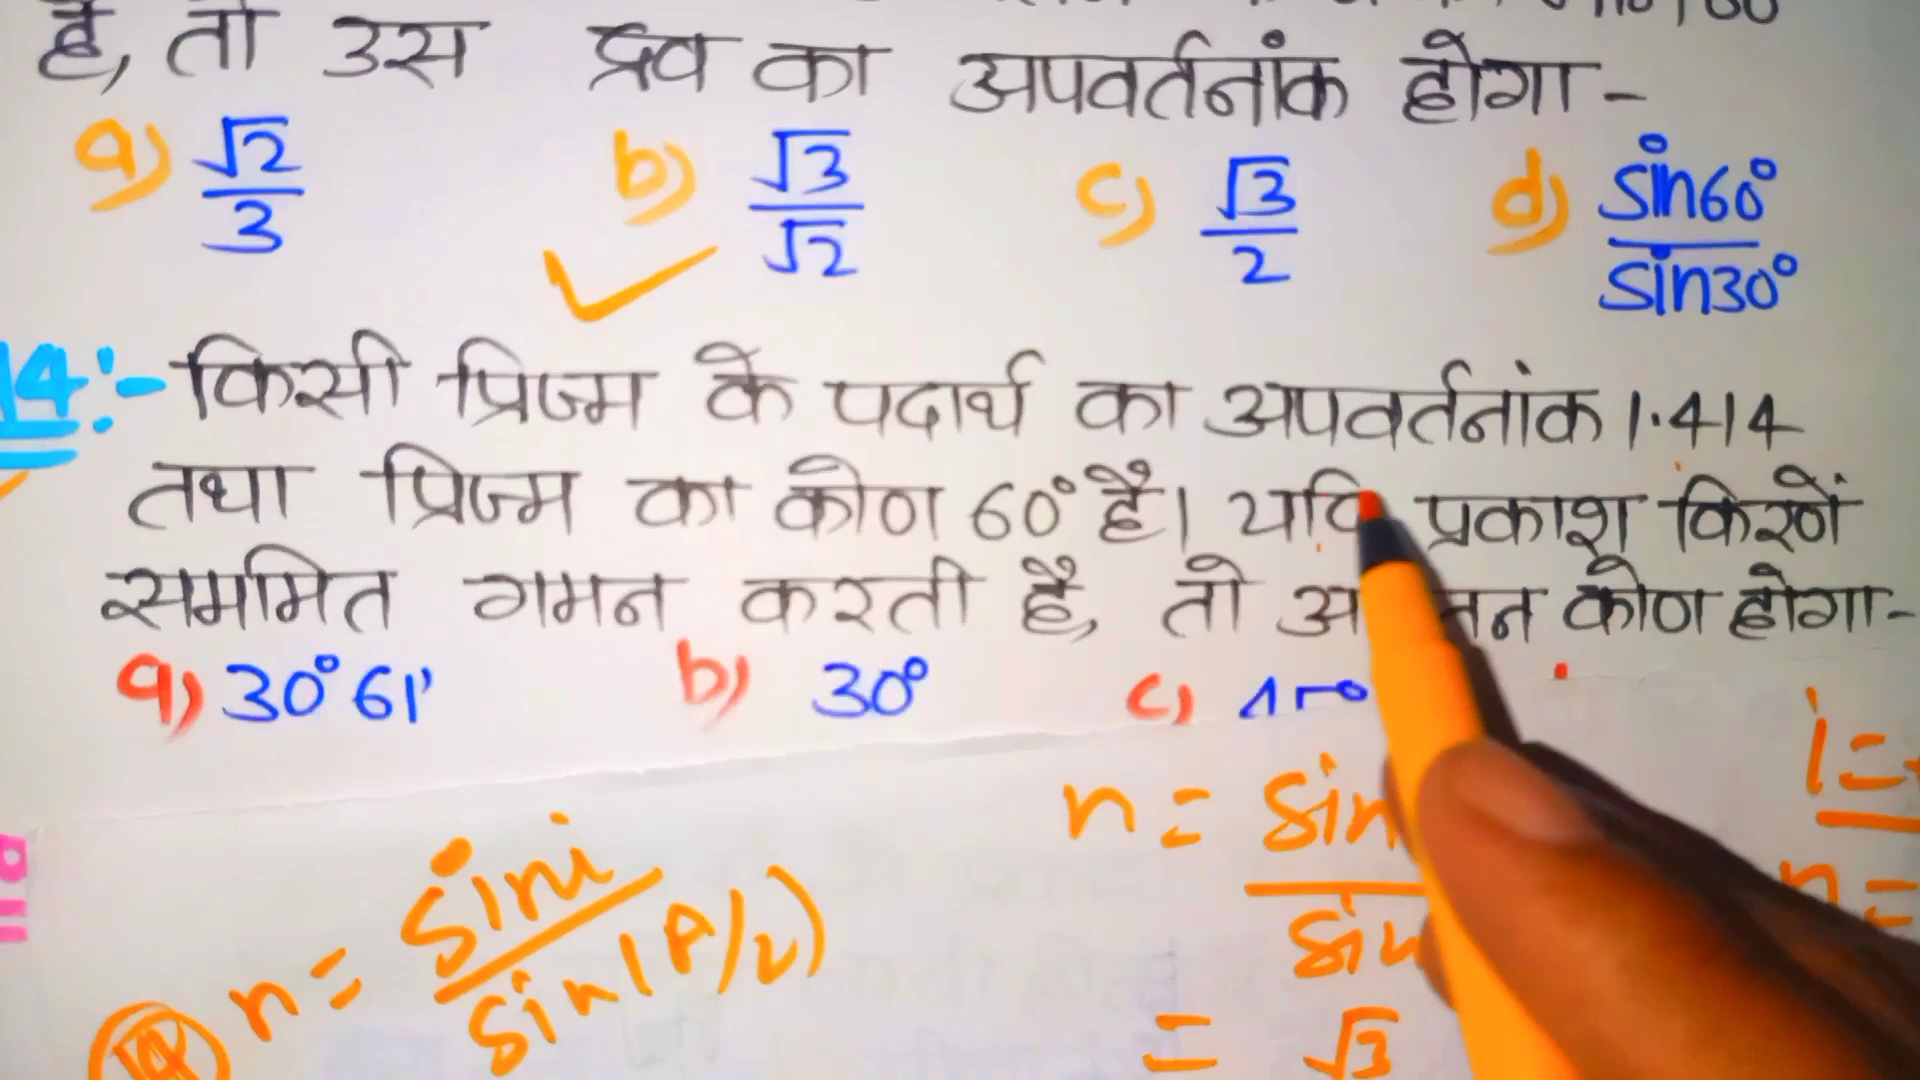 है, तो उस द्रव का अपवर्तनांक होगा-
a) √2/3 b) √3/√2 c) √3/2 d) sin60°/sin30°
14:- किसी प्रिज्म के पदार्थ का अपवर्तनांक 1.414
तथा प्रिज्म का कोण 60° है। यदि प्रकाश किरणें
सममित गमन करती है, तो कोण होगा-
a) 30°61' b) 30° c)
n = sini/sin(A/2)
n = sin/sin
= √3
i=
n=